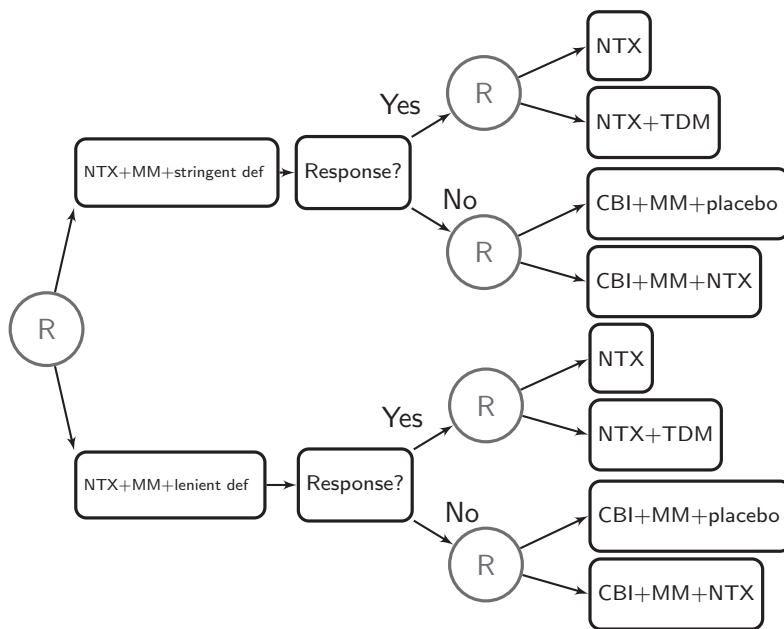 NTX
R
Yes
NTX+TDM
NTX+MM+stringent def
Response?
No
CBI+MM+placebo
R
CBI+MM+NTX
R
NTX
Yes
R
NTX+TDM
NTX+MM+lenient def
Response?
No
CBI+MM+placebo
R
CBI+MM+NTX